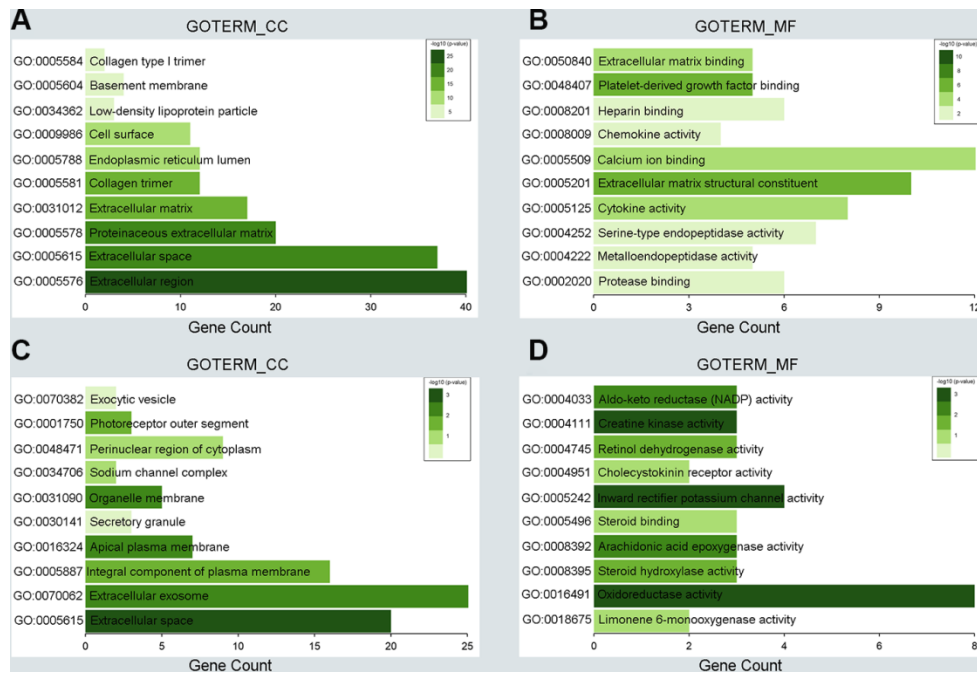 A
GOTERM_CC
GO:0005584 Collagen type I trimer
GO:0005604 Basement membrane
GO:0034362 Low-density lipoprotein particle
GO:0009986 Cell surface
GO:0005788 Endoplasmic reticulum lumen
GO:0005581 Collagen trimer
GO:0031012 Extracellular matrix
GO:0005578 Proteinaceous extracellular matrix
GO:0005615 Extracellular space
GO:0005576 Extracellular region
-log10 (p-value)
25
20
15
10
5
0 10 20 30 40
Gene Count
B
GOTERM_MF
GO:0050840 Extracellular matrix binding
GO:0048407 Platelet-derived growth factor binding
GO:0008201 Heparin binding
GO:0008009 Chemokine activity
GO:0005509 Calcium ion binding
GO:0005201 Extracellular matrix structural constituent
GO:0005125 Cytokine activity
GO:0004252 Serine-type endopeptidase activity
GO:0004222 Metalloendopeptidase activity
GO:0002020 Protease binding
-log10 (p-value)
10
8
6
4
2
0 3 6 9 12
Gene Count
C
GOTERM_CC
GO:0070382 Exocytic vesicle
GO:0001750 Photoreceptor outer segment
GO:0048471 Perinuclear region of cytoplasm
GO:0034706 Sodium channel complex
GO:0031090 Organelle membrane
GO:0030141 Secretory granule
GO:0016324 Apical plasma membrane
GO:0005887 Integral component of plasma membrane
GO:0070062 Extracellular exosome
GO:0005615 Extracellular space
-log10 (p-value)
3
2
1
0 5 10 15 20 25
Gene Count
D
GOTERM_MF
GO:0004033 Aldo-keto reductase (NADP) activity
GO:0004111 Creatine kinase activity
GO:0004745 Retinol dehydrogenase activity
GO:0004951 Cholecystokinin receptor activity
GO:0005242 Inward rectifier potassium channel activity
GO:0005496 Steroid binding
GO:0008392 Arachidonic acid epoxygenase activity
GO:0008395 Steroid hydroxylase activity
GO:0016491 Oxidoreductase activity
GO:0018675 Limonene 6-monooxygenase activity
-log10 (p-value)
3
2
1
0 2 4 6 8
Gene Count